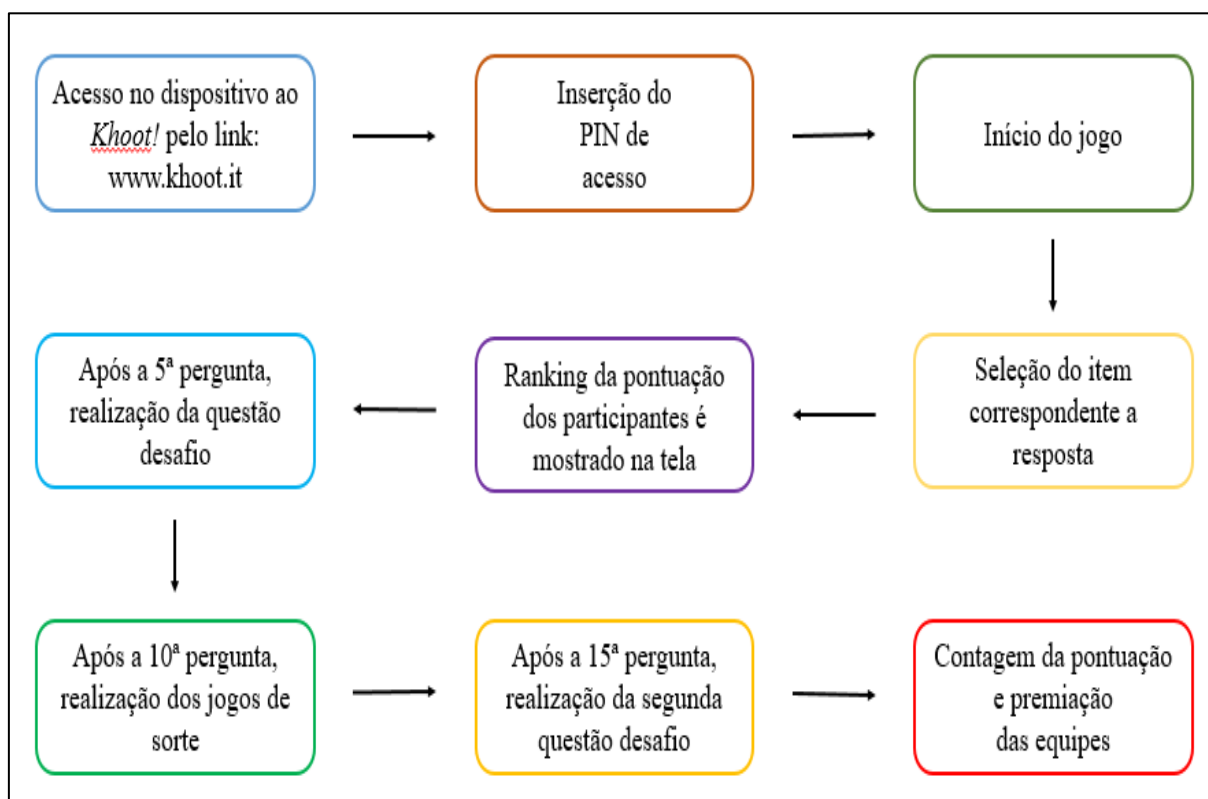 Acesso no dispositivo ao
Khoot! pelo link:
www.khoot.it
Inserção do
PIN de
acesso
Início do jogo
Seleção do item
correspondente a
resposta
Ranking da pontuação
dos participantes é
mostrado na tela
Após a 5ª pergunta,
realização da questão
desafio
Após a 10ª pergunta,
realização dos jogos de
sorte
Após a 15ª pergunta,
realização da segunda
questão desafio
Contagem da pontuação
e premiação
das equipes